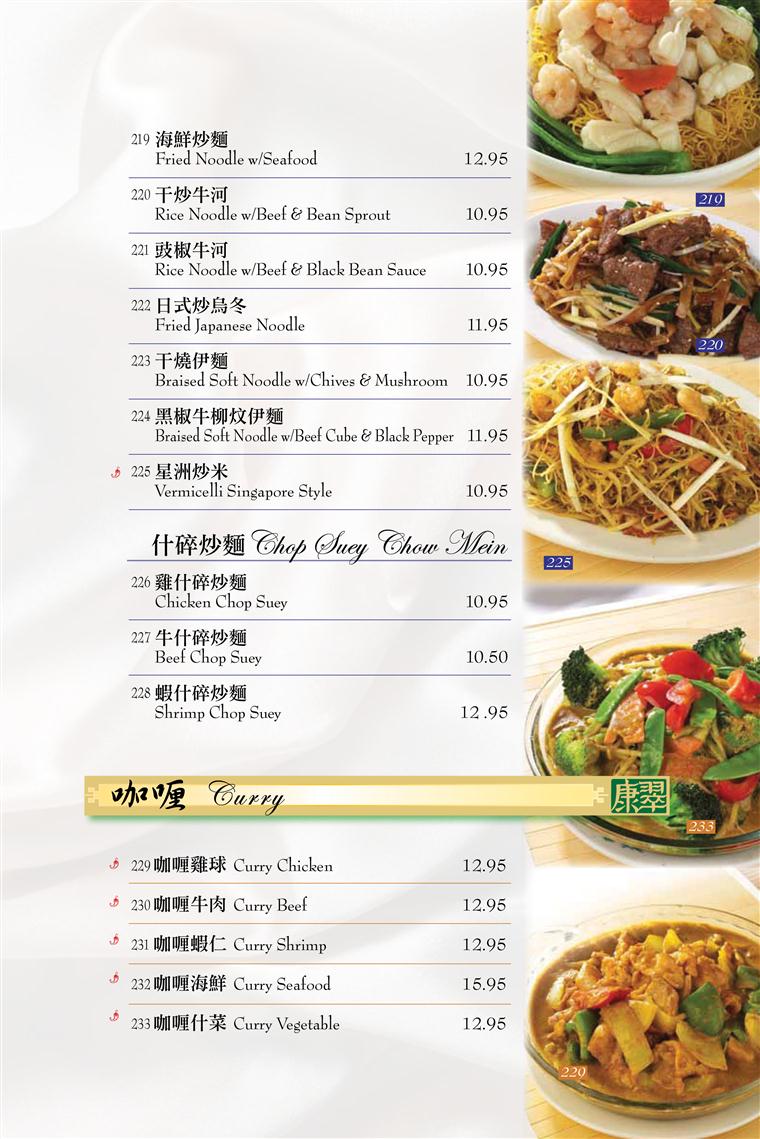 219 海鮮炒麵
Fried Noodle w/Seafood 12.95
220 干炒牛河
Rice Noodle w/Beef & Bean Sprout 10.95
221 豉椒牛河
Rice Noodle w/Beef & Black Bean Sauce 10.95
222 日式炒烏冬
Fried Japanese Noodle 11.95
223 干燒伊麵
Braised Soft Noodle w/Chives & Mushroom 10.95
224 黑椒牛柳炆伊麵
Braised Soft Noodle w/Beef Cube & Black Pepper 11.95
225 星洲炒米
Vermicelli Singapore Style 10.95
什碎炒麵 Chop Suey Chow Mein
226 雞什碎炒麵
Chicken Chop Suey 10.95
227 牛什碎炒麵
Beef Chop Suey 10.50
228 蝦什碎炒麵
Shrimp Chop Suey 12 .95
咖喱 Curry
康翠
229 咖喱雞球 Curry Chicken 12.95
230 咖喱牛肉 Curry Beef 12.95
231 咖喱蝦仁 Curry Shrimp 12.95
232 咖喱海鮮 Curry Seafood 15.95
233 咖喱什菜 Curry Vegetable 12.95
219
220
225
233
229